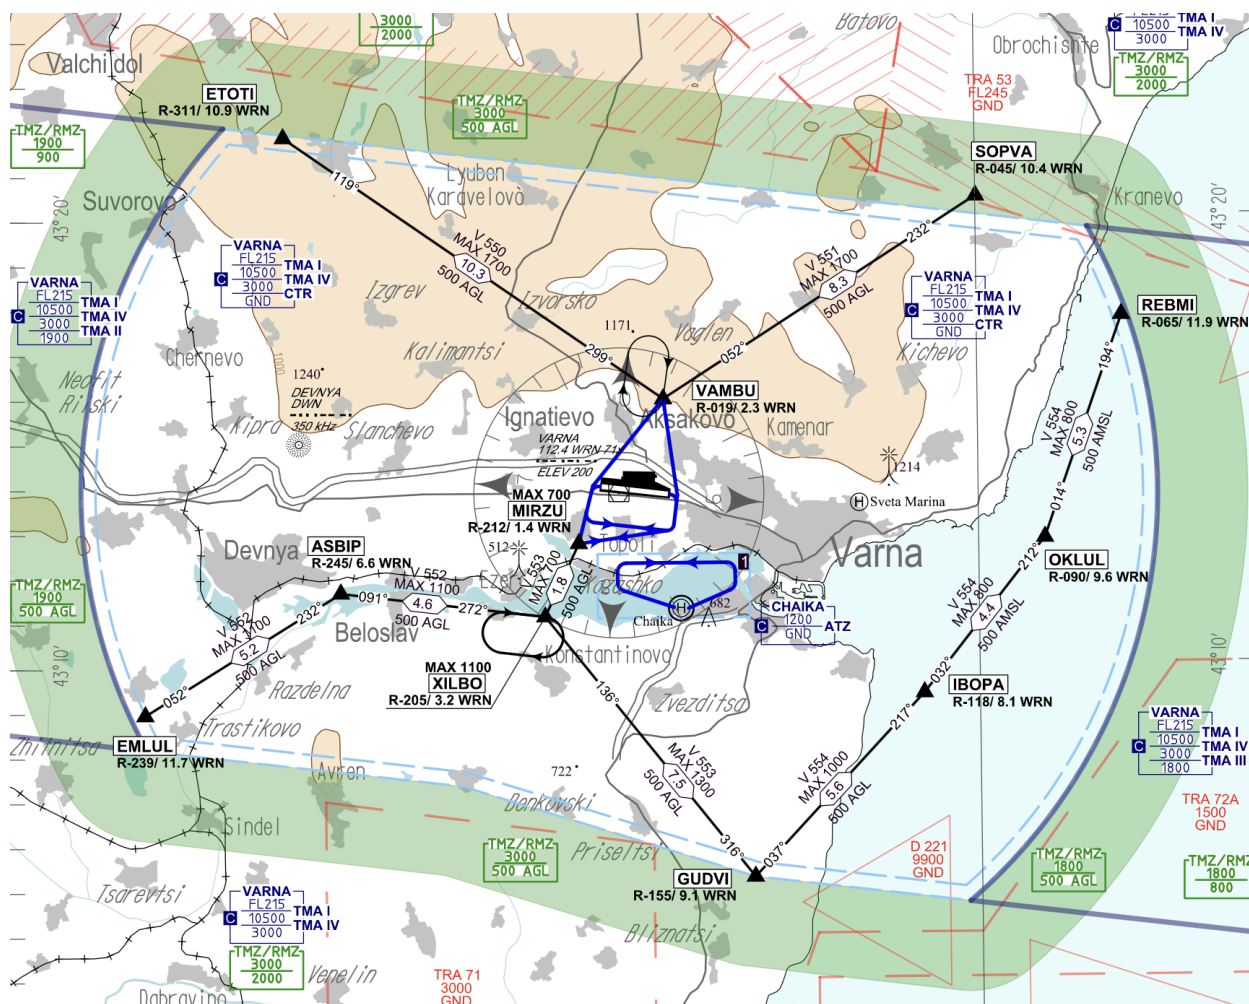 3000
2000
Batovo
FL215
10500
3000
C
TMA I
TMA IV
TMZ/RMZ
3000
2000
Obrochishte
Valchidol
ETOTI
R-311/ 10.9 WRN
TMZ/RMZ
3000
500 AGL
TRA 53
FL245
GND
TMZ/RMZ
1900
900
SOPVA
R-045/ 10.4 WRN
Lyuben
Karavelovo
119°
Kranevo
43° 20'
43° 20'
Suvorovo
232°
V 550
MAX 1700
10.3
500 AGL
V 551
MAX 1700
8.3
500 AGL
VARNA
FL215
10500
3000
GND
C
TMA I
TMA IV
CTR
VARNA
FL215
10500
3000
1900
C
TMA I
TMA IV
TMA II
VARNA
FL215
10500
3000
GND
C
TMA I
TMA IV
CTR
REBMI
R-065/ 11.9 WRN
Izgrev
Izvorsko
1171
Vaglen
Kichevo
Chernevo
Kalimantsi
299°
052°
194°
1000
1240
Neofit
Rilski
DEVNYA
DWN
350 kHz
VAMBU
R-019/ 2.3 WRN
Ignatievo
Aksakovo
Kamenar
Kipra
Slanchevo
VARNA
112.4 WRN 71
ELEV 200
V 554
MAX 800
5.3
500 AMSL
1214
MAX 700
MIRZU
R-212/ 1.4 WRN
H
Sveta Marina
014°
Devnya
ASBIP
R-245/ 6.6 WRN
512
Topoli
Varna
212°
OKLUL
R-090/ 9.6 WRN
TMZ/RMZ
1900
500 AGL
V 552
MAX 1100
4.6
500 AGL
091°
272°
Ezer
V 553
MAX 700
1.8
500 AGL
Kazashko
1
H
Chaika
682
CHAIKA
1200
GND
C
ATZ
V 554
MAX 800
4.4
500 AMSL
232°
V 552
MAX 1700
5.2
500 AGL
Beloslav
43° 10'
43° 10'
Konstantinovo
MAX 1100
XILBO
R-205/ 3.2 WRN
Razdelna
052°
136°
Zvezditsa
032°
IBOPA
R-118/ 8.1 WRN
217°
Trastikovo
Zhitnitsa
EMLUL
R-239/ 11.7 WRN
VARNA
FL215
10500
3000
1800
C
TMA I
TMA IV
TMA III
V 553
MAX 1300
7.5
500 AGL
V 554
MAX 1000
5.6
500 AGL
722
Avren
Benkovski
TRA 72A
1500
GND
Sindel
TMZ/RMZ
3000
500 AGL
Priseltsi
316°
037°
D 221
9900
GND
TMZ/RMZ
1800
500 AGL
TMZ/RMZ
1800
800
GUDVI
R-155/ 9.1 WRN
Tsarevtsi
VARNA
FL215
10500
3000
C
TMA I
TMA IV
Bliznatsi
TMZ/RMZ
3000
2000
Venelin
TRA 71
3000
GND
Dabravino